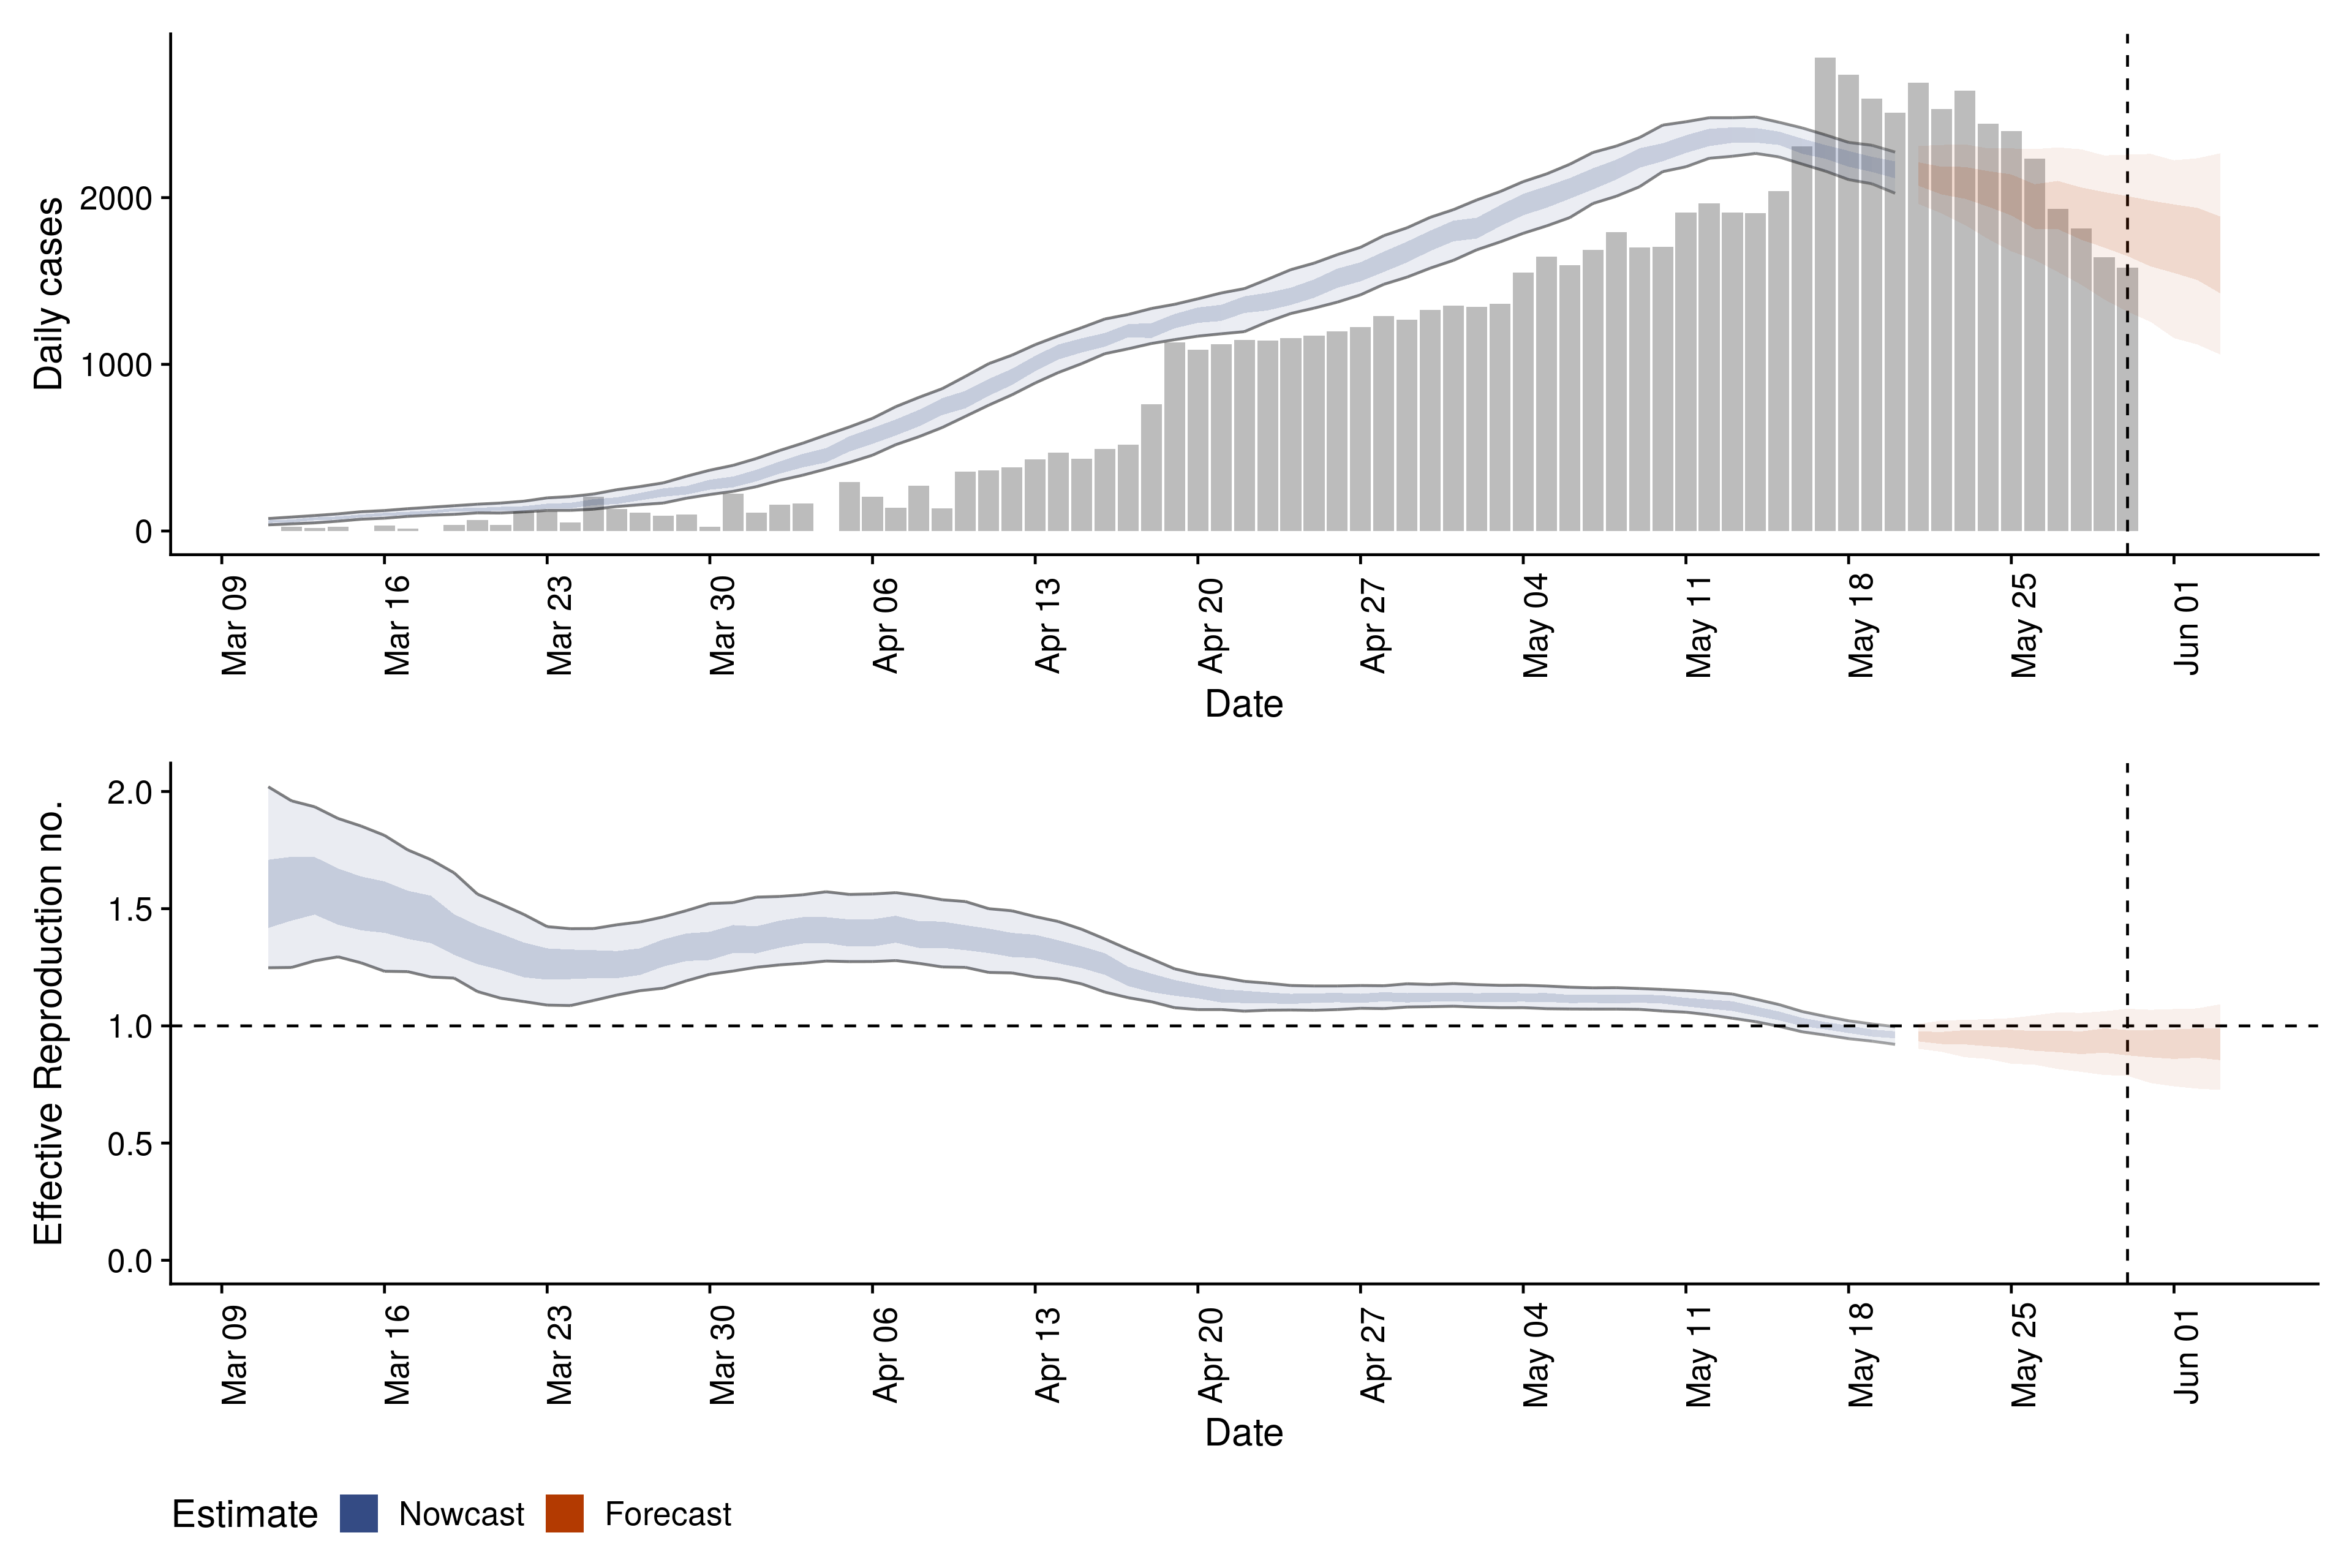 Daily cases
2000
1000
0
Mar 09
Mar 16
Mar 23
Mar 30
Apr 06
Apr 13
Apr 20
Apr 27
May 04
May 11
May 18
May 25
Jun 01
Date
Effective Reproduction no.
2.0
1.5
1.0
0.5
0.0
Mar 09
Mar 16
Mar 23
Mar 30
Apr 06
Apr 13
Apr 20
Apr 27
May 04
May 11
May 18
May 25
Jun 01
Date
Estimate Nowcast Forecast